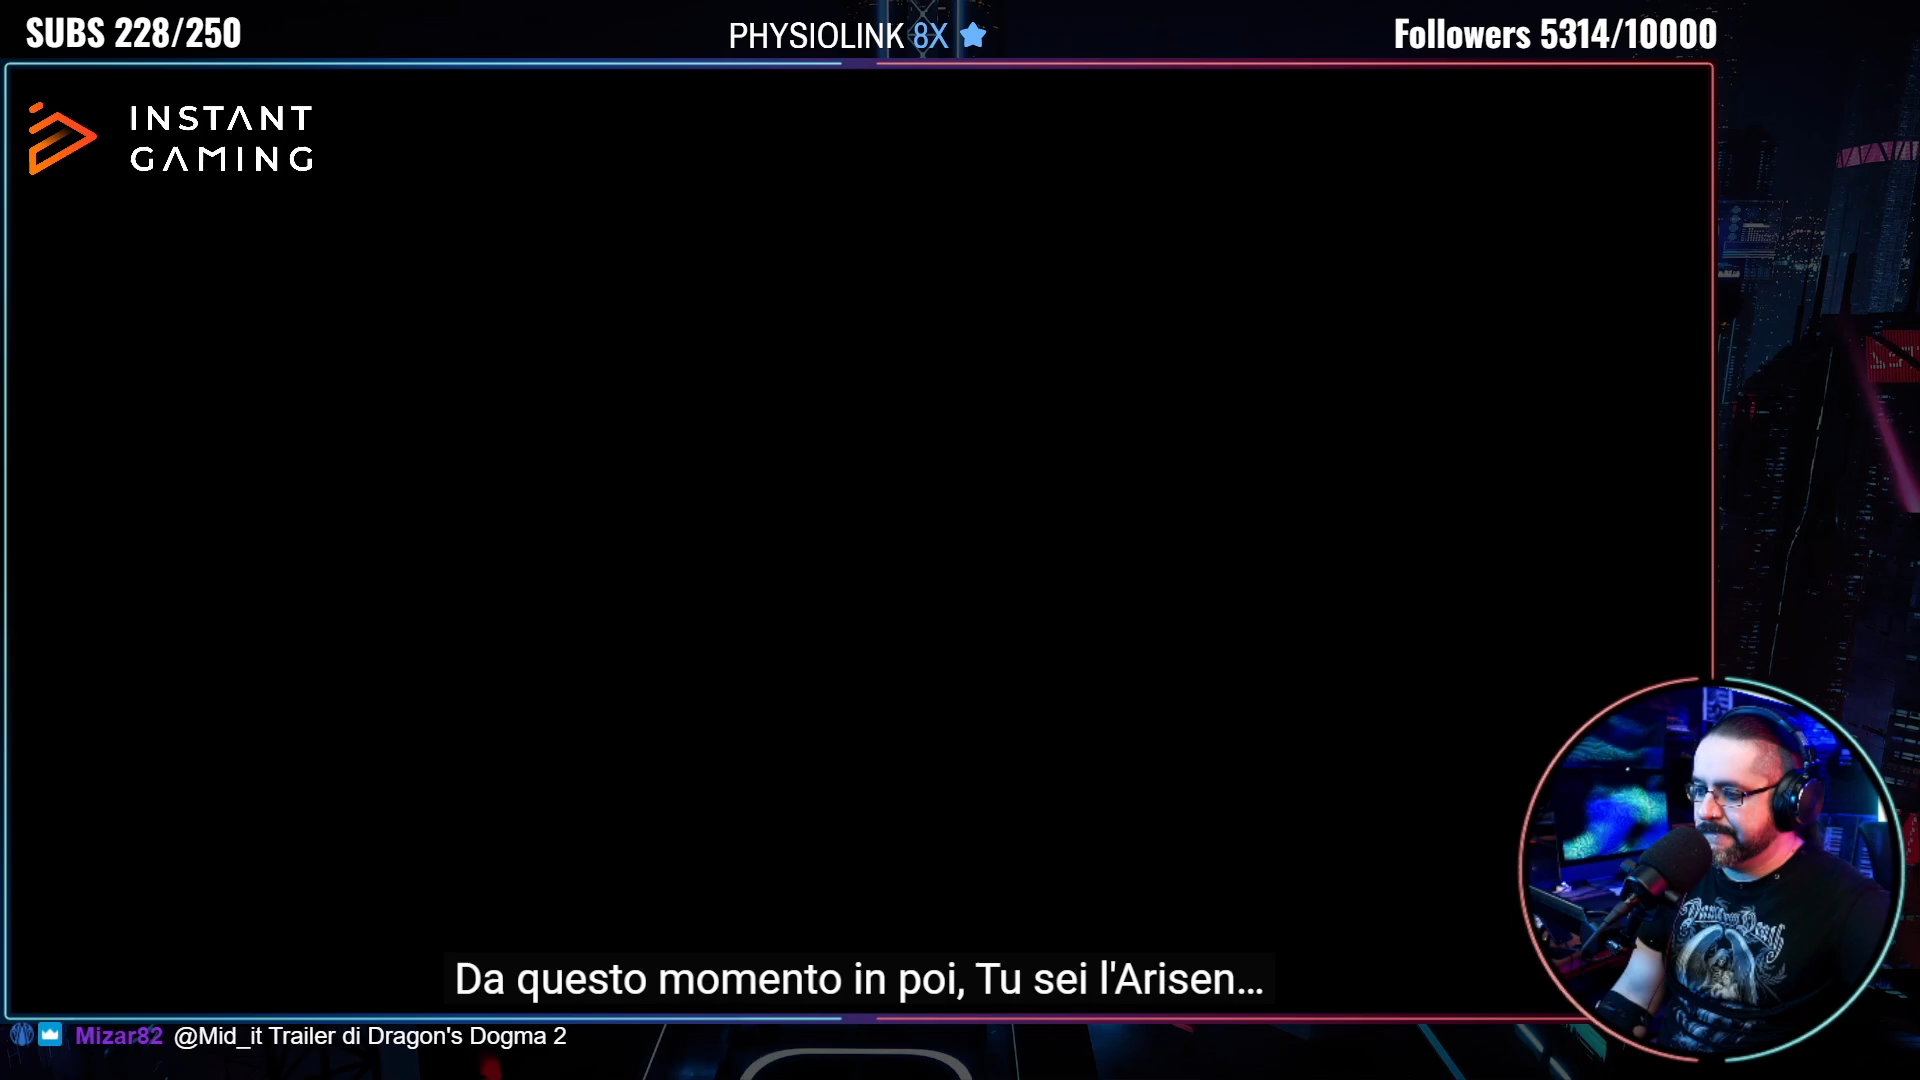 SUBS 228/250
PHYSIOLINK 8X
Followers 5314/10000
INSTANT
GAMING
Da questo momento in poi, Tu sei l'Arisen...
Mizar82 @Mid_it Trailer di Dragon's Dogma 2